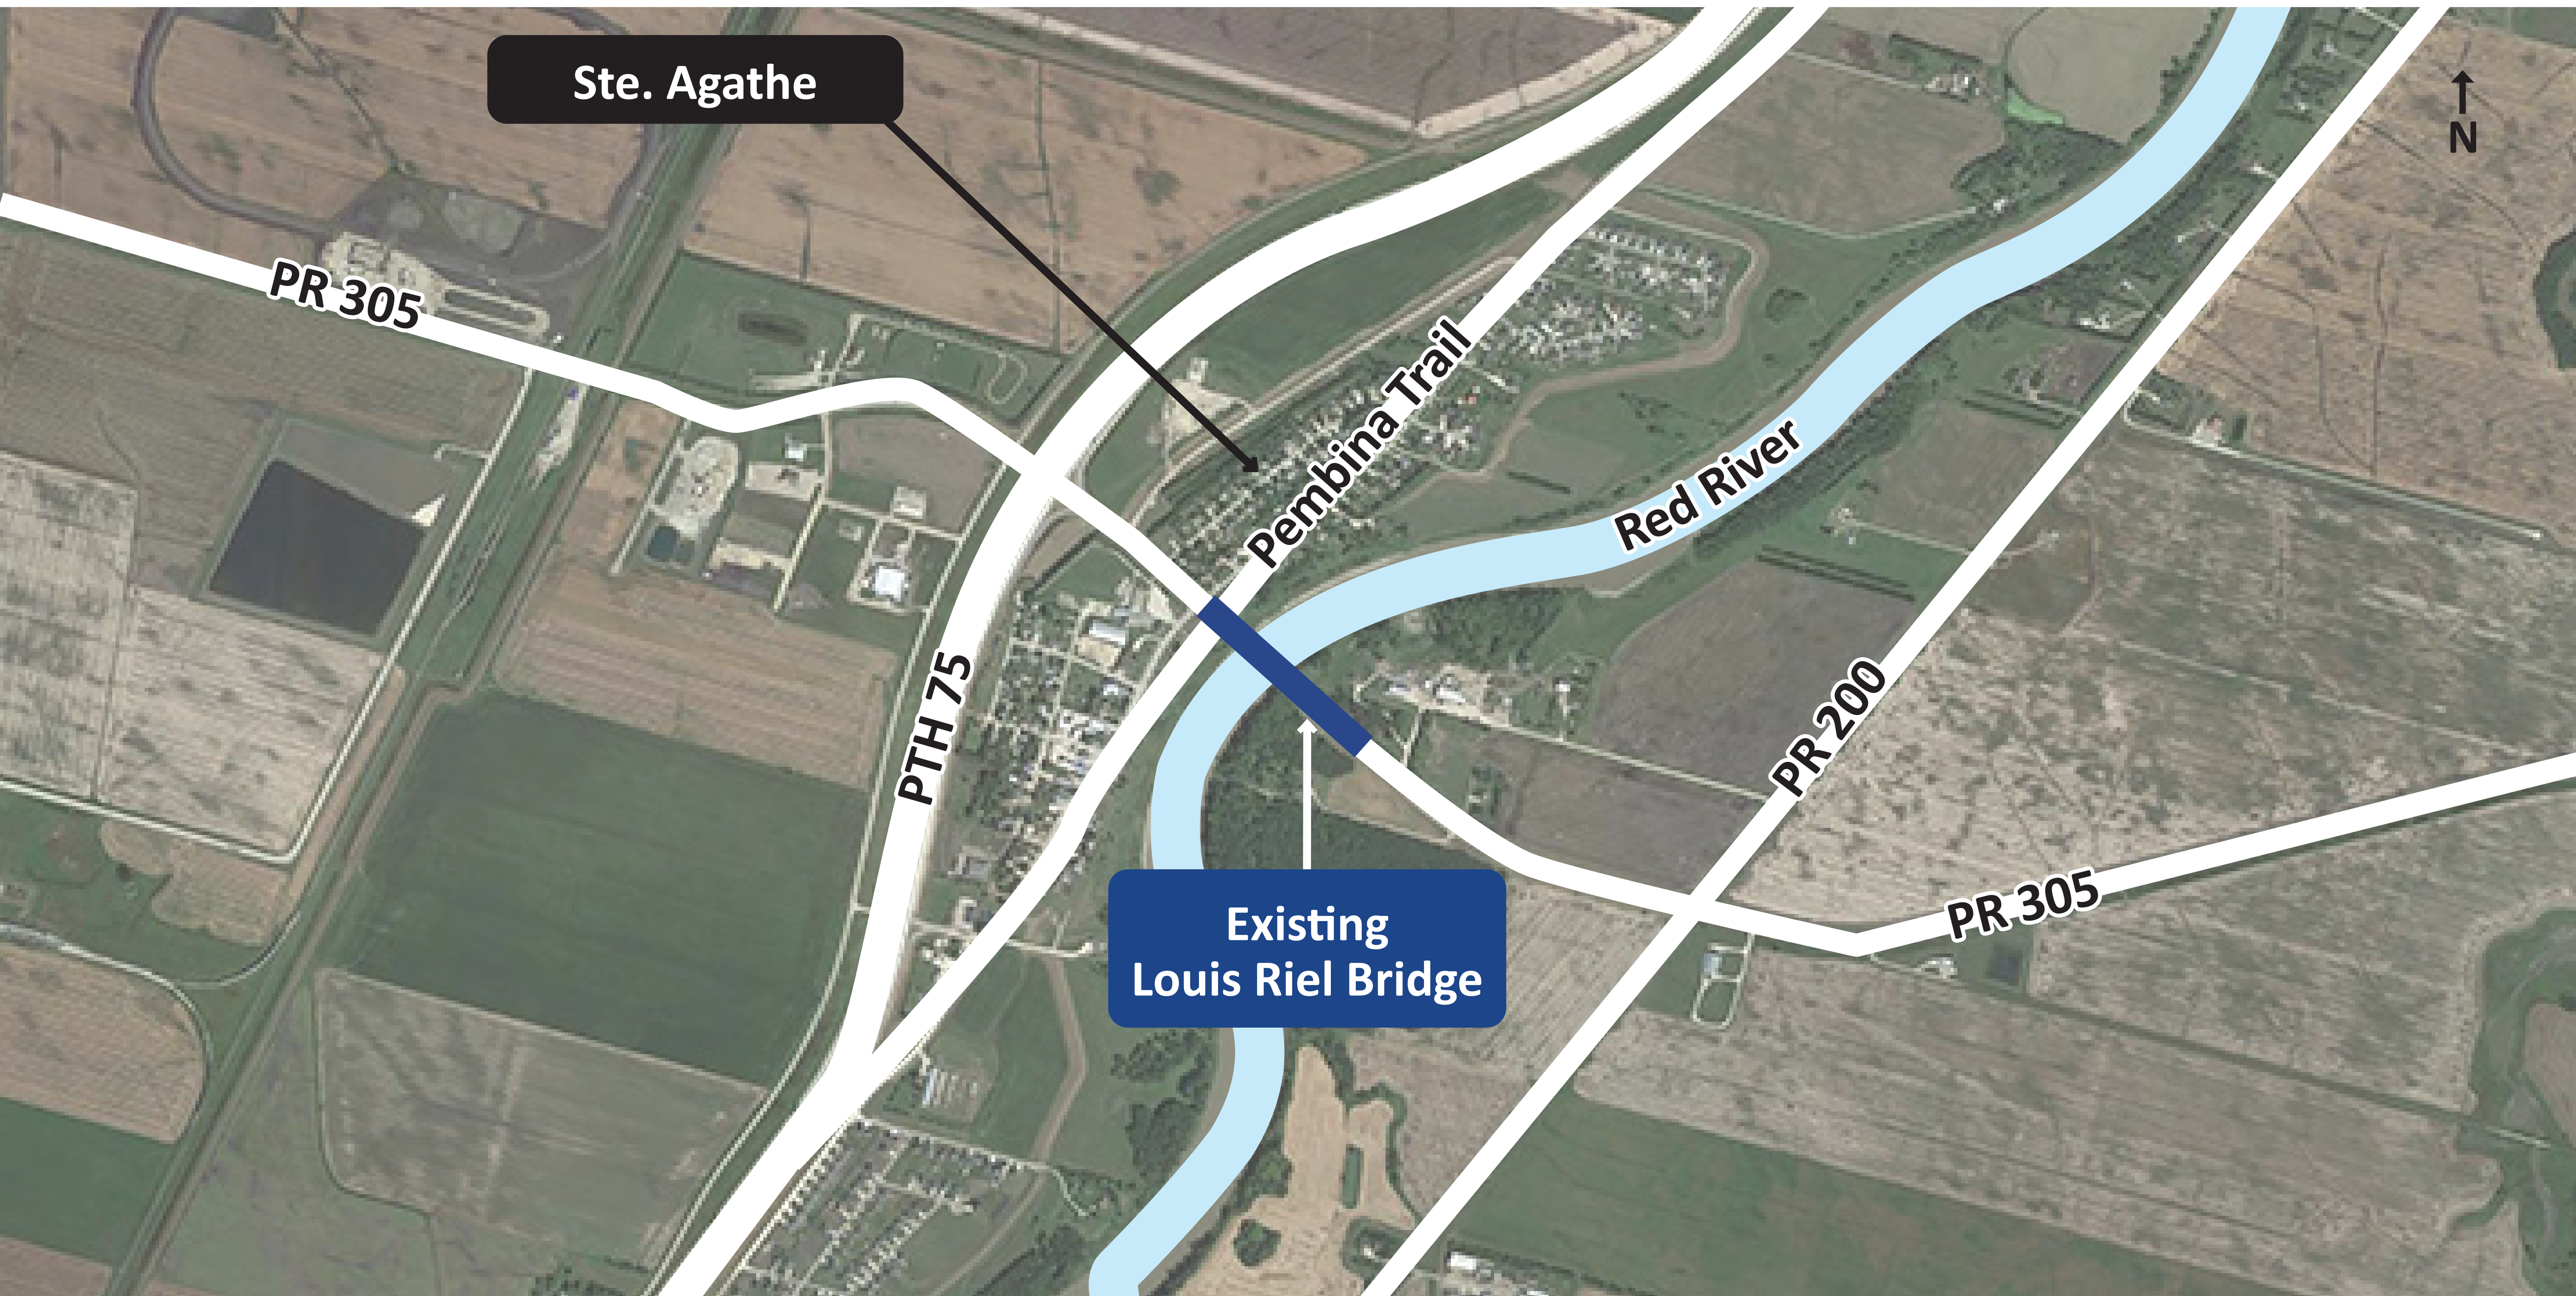 Ste. Agathe
N
PR 305
Pembina Trail
Red River
PTH 75
PR 200
Existing
Louis Riel Bridge
PR 305